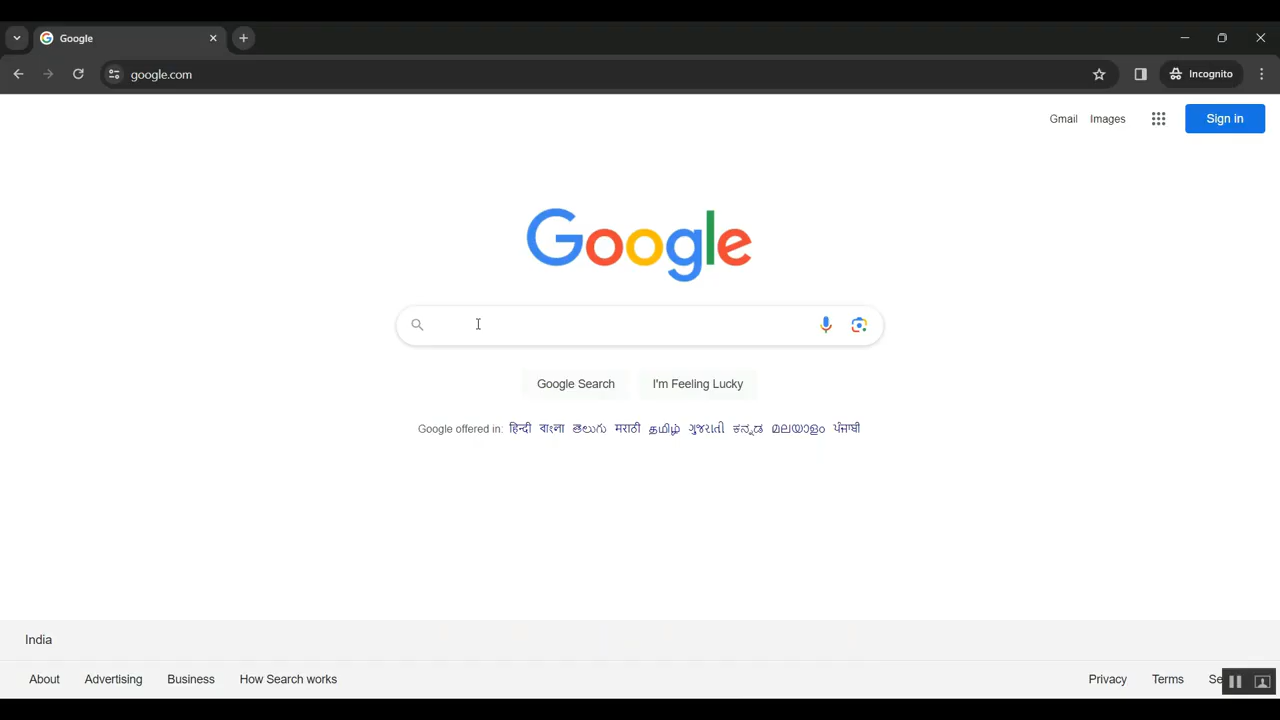 Google
google.com
Incognito
Gmail Images
Sign in
Google
Google Search I'm Feeling Lucky
Google offered in: हिन्दी বাংলা తెలుగు मराठी தமிழ் ગુજરાતી ಕನ್ನಡ മലയാളം ਪੰਜਾਬੀ
India
About Advertising Business How Search works Privacy Terms